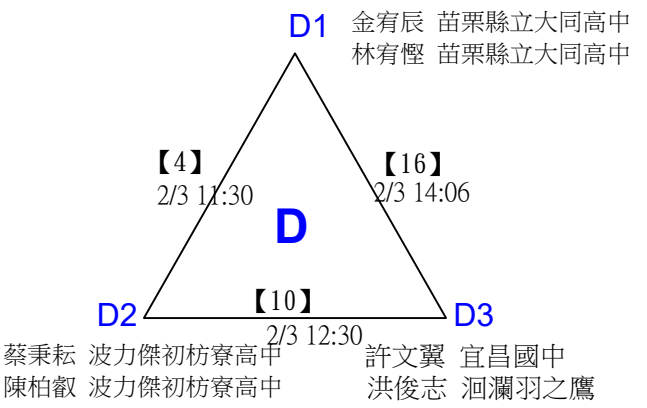 D1 金宥辰 苗栗縣立大同高中
林宥慳 苗栗縣立大同高中
【4】 【16】
2/3 11:30 2/3 14:06
D
【10】
D2 D3
2/3 12:30
蔡秉耘 波力傑初枋寮高中 許文翼 宜昌國中
陳柏叡 波力傑初枋寮高中 洪俊志 洄瀾羽之鷹